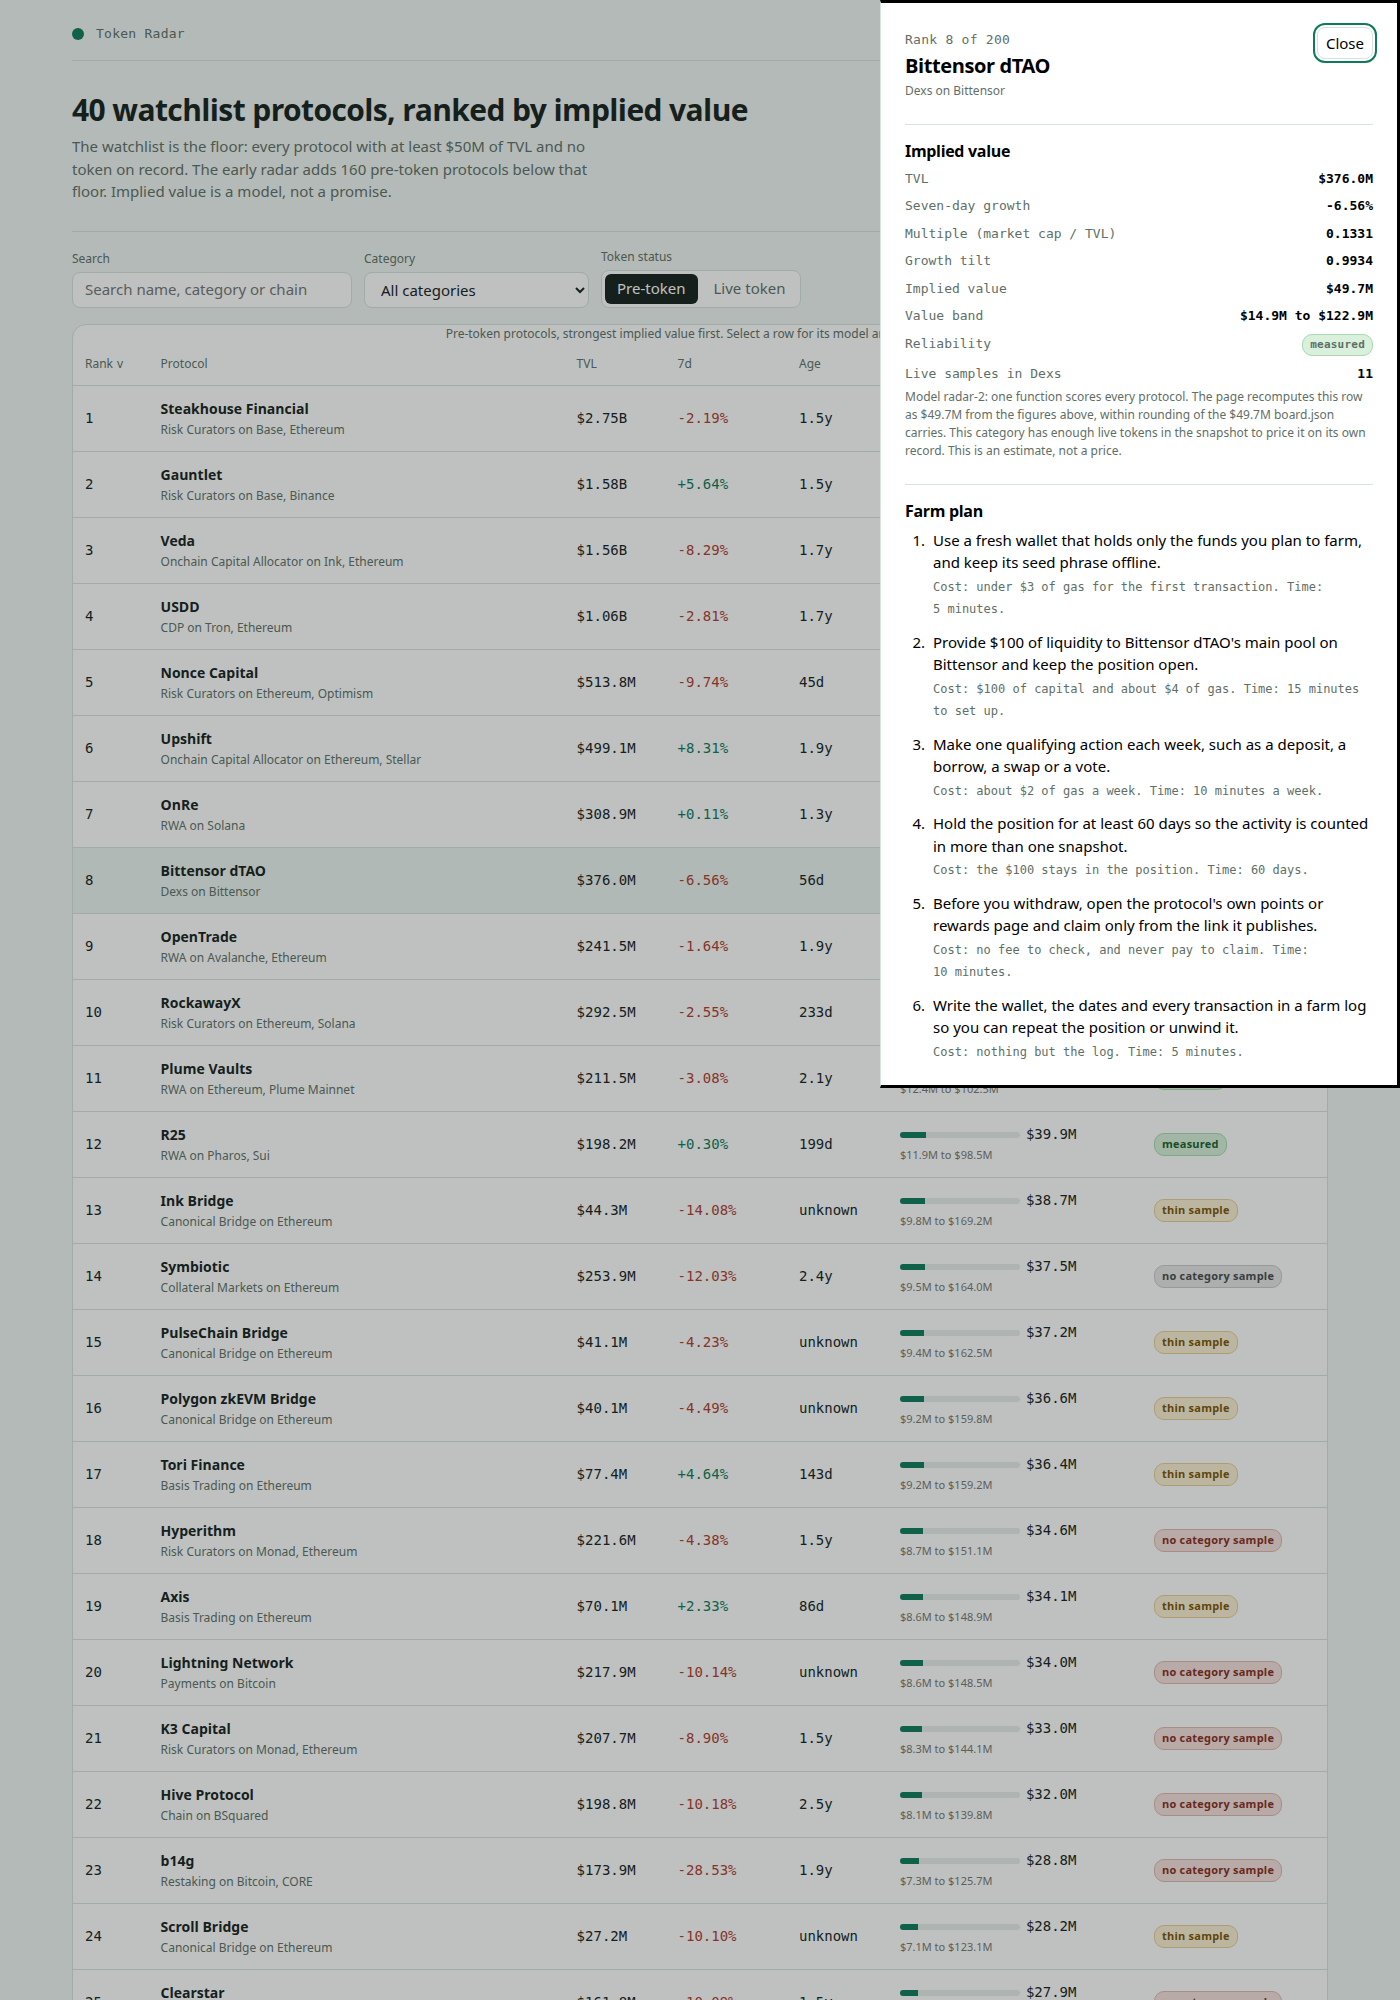 Token Radar
40 watchlist protocols, ranked by implied value
The watchlist is the floor: every protocol with at least $50M of TVL and no
token on record. The early radar adds 160 pre-token protocols below that
floor. Implied value is a model, not a promise.
Search
Category
Token status
Search name, category or chain
All categories
Pre-token
Live token
Pre-token protocols, strongest implied value first. Select a row for its model
Rank v Protocol TVL 7d Age
1 Steakhouse Financial $2.75B -2.19% 1.5y
Risk Curators on Base, Ethereum
2 Gauntlet $1.58B +5.64% 1.5y
Risk Curators on Base, Binance
3 Veda $1.56B -8.29% 1.7y
Onchain Capital Allocator on Ink, Ethereum
4 USDD $1.06B -2.81% 1.7y
CDP on Tron, Ethereum
5 Nonce Capital $513.8M -9.74% 45d
Risk Curators on Ethereum, Optimism
6 Upshift $499.1M +8.31% 1.9y
Onchain Capital Allocator on Ethereum, Stellar
7 OnRe $308.9M +0.11% 1.3y
RWA on Solana
8 Bittensor dTAO $376.0M -6.56% 56d
Dexs on Bittensor
9 OpenTrade $241.5M -1.64% 1.9y
RWA on Avalanche, Ethereum
10 RockawayX $292.5M -2.55% 233d
Risk Curators on Ethereum, Solana
11 Plume Vaults $211.5M -3.08% 2.1y
RWA on Ethereum, Plume Mainnet $12.4M to $102.5M
12 R25 $198.2M +0.30% 199d $39.9M measured
RWA on Pharos, Sui $11.9M to $98.5M
13 Ink Bridge $44.3M -14.08% unknown $38.7M thin sample
Canonical Bridge on Ethereum $9.8M to $169.2M
14 Symbiotic $253.9M -12.03% 2.4y $37.5M no category sample
Collateral Markets on Ethereum $9.5M to $164.0M
15 PulseChain Bridge $41.1M -4.23% unknown $37.2M thin sample
Canonical Bridge on Ethereum $9.4M to $162.5M
16 Polygon zkEVM Bridge $40.1M -4.49% unknown $36.6M thin sample
Canonical Bridge on Ethereum $9.2M to $159.8M
17 Tori Finance $77.4M +4.64% 143d $36.4M thin sample
Basis Trading on Ethereum $9.2M to $159.2M
18 Hyperithm $221.6M -4.38% 1.5y $34.6M no category sample
Risk Curators on Monad, Ethereum $8.7M to $151.1M
19 Axis $70.1M +2.33% 86d $34.1M thin sample
Basis Trading on Ethereum $8.6M to $148.9M
20 Lightning Network $217.9M -10.14% unknown $34.0M no category sample
Payments on Bitcoin $8.6M to $148.5M
21 K3 Capital $207.7M -8.90% 1.5y $33.0M no category sample
Risk Curators on Monad, Ethereum $8.3M to $144.1M
22 Hive Protocol $198.8M -10.18% 2.5y $32.0M no category sample
Chain on BSquared $8.1M to $139.8M
23 b14g $173.9M -28.53% 1.9y $28.8M no category sample
Restaking on Bitcoin, CORE $7.3M to $125.7M
24 Scroll Bridge $27.2M -10.10% unknown $28.2M thin sample
Canonical Bridge on Ethereum $7.1M to $123.1M
Clearstar $27.9M
Rank 8 of 200
Close
Bittensor dTAO
Dexs on Bittensor
Implied value
TVL $376.0M
Seven-day growth -6.56%
Multiple (market cap / TVL) 0.1331
Growth tilt 0.9934
Implied value $49.7M
Value band $14.9M to $122.9M
Reliability measured
Live samples in Dexs 11
Model radar-2: one function scores every protocol. The page recomputes this row
as $49.7M from the figures above, within rounding of the $49.7M board.json
carries. This category has enough live tokens in the snapshot to price it on its own
record. This is an estimate, not a price.
Farm plan
1. Use a fresh wallet that holds only the funds you plan to farm,
and keep its seed phrase offline.
Cost: under $3 of gas for the first transaction. Time:
5 minutes.
2. Provide $100 of liquidity to Bittensor dTAO's main pool on
Bittensor and keep the position open.
Cost: $100 of capital and about $4 of gas. Time: 15 minutes
to set up.
3. Make one qualifying action each week, such as a deposit, a
borrow, a swap or a vote.
Cost: about $2 of gas a week. Time: 10 minutes a week.
4. Hold the position for at least 60 days so the activity is counted
in more than one snapshot.
Cost: the $100 stays in the position. Time: 60 days.
5. Before you withdraw, open the protocol's own points or
rewards page and claim only from the link it publishes.
Cost: no fee to check, and never pay to claim. Time:
10 minutes.
6. Write the wallet, the dates and every transaction in a farm log
so you can repeat the position or unwind it.
Cost: nothing but the log. Time: 5 minutes.